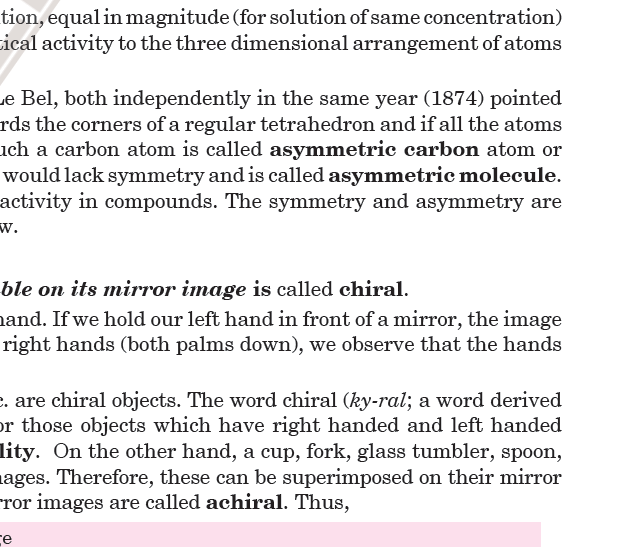 tion, equal in magnitude (for solution of same concentration)
tical activity to the three dimensional arrangement of atoms
Le Bel, both independently in the same year (1874) pointed
rds the corners of a regular tetrahedron and if all the atoms
uch a carbon atom is called asymmetric carbon atom or
would lack symmetry and is called asymmetric molecule.
activity in compounds. The symmetry and asymmetry are
w.
ble on its mirror image is called chiral.
hand. If we hold our left hand in front of a mirror, the image
right hands (both palms down), we observe that the hands
c. are chiral objects. The word chiral (ky-ral; a word derived
or those objects which have right handed and left handed
lity. On the other hand, a cup, fork, glass tumbler, spoon,
ages. Therefore, these can be superimposed on their mirror
rror images are called achiral. Thus,
ge